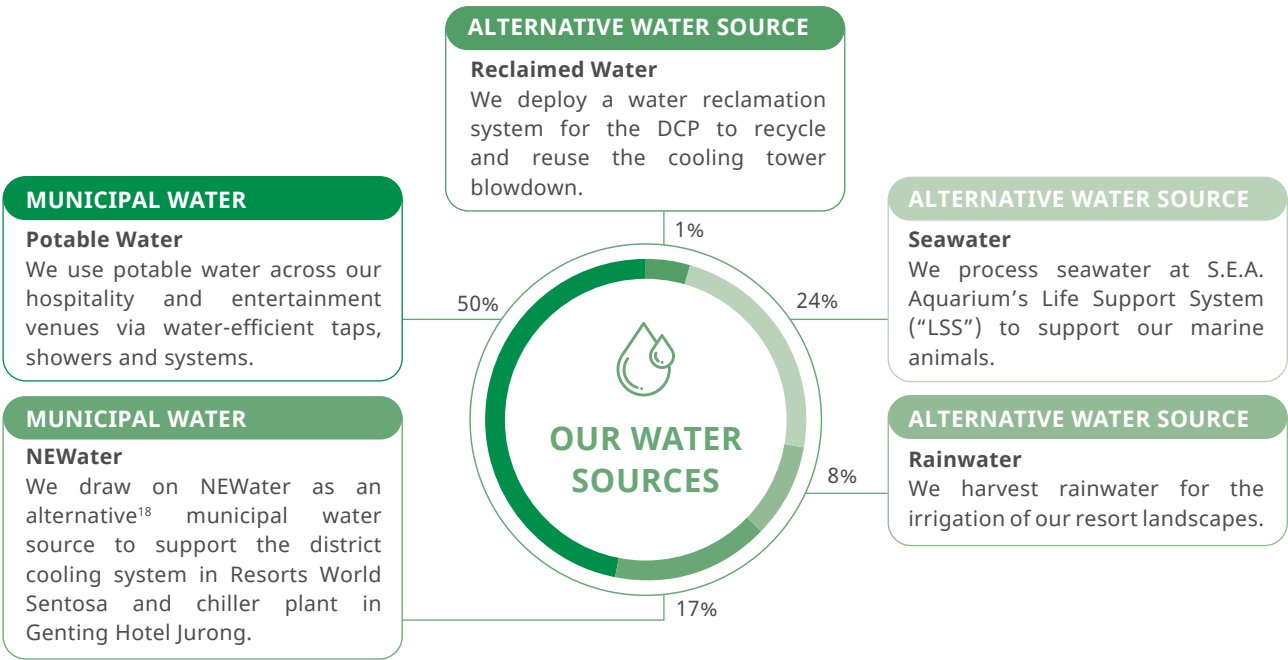 ALTERNATIVE WATER SOURCE
Reclaimed Water
We deploy a water reclamation
system for the DCP to recycle
and reuse the cooling tower
blowdown.
1%
MUNICIPAL WATER
Potable Water
We use potable water across our
hospitality and entertainment
venues via water-efficient taps,
showers and systems.
50%
ALTERNATIVE WATER SOURCE
Seawater
We process seawater at S.E.A.
Aquarium’s Life Support System
(“LSS”) to support our marine
animals.
24%
OUR WATER
SOURCES
MUNICIPAL WATER
NEWater
We draw on NEWater as an
alternative18 municipal water
source to support the district
cooling system in Resorts World
Sentosa and chiller plant in
Genting Hotel Jurong.
17%
ALTERNATIVE WATER SOURCE
Rainwater
We harvest rainwater for the
irrigation of our resort landscapes.
8%